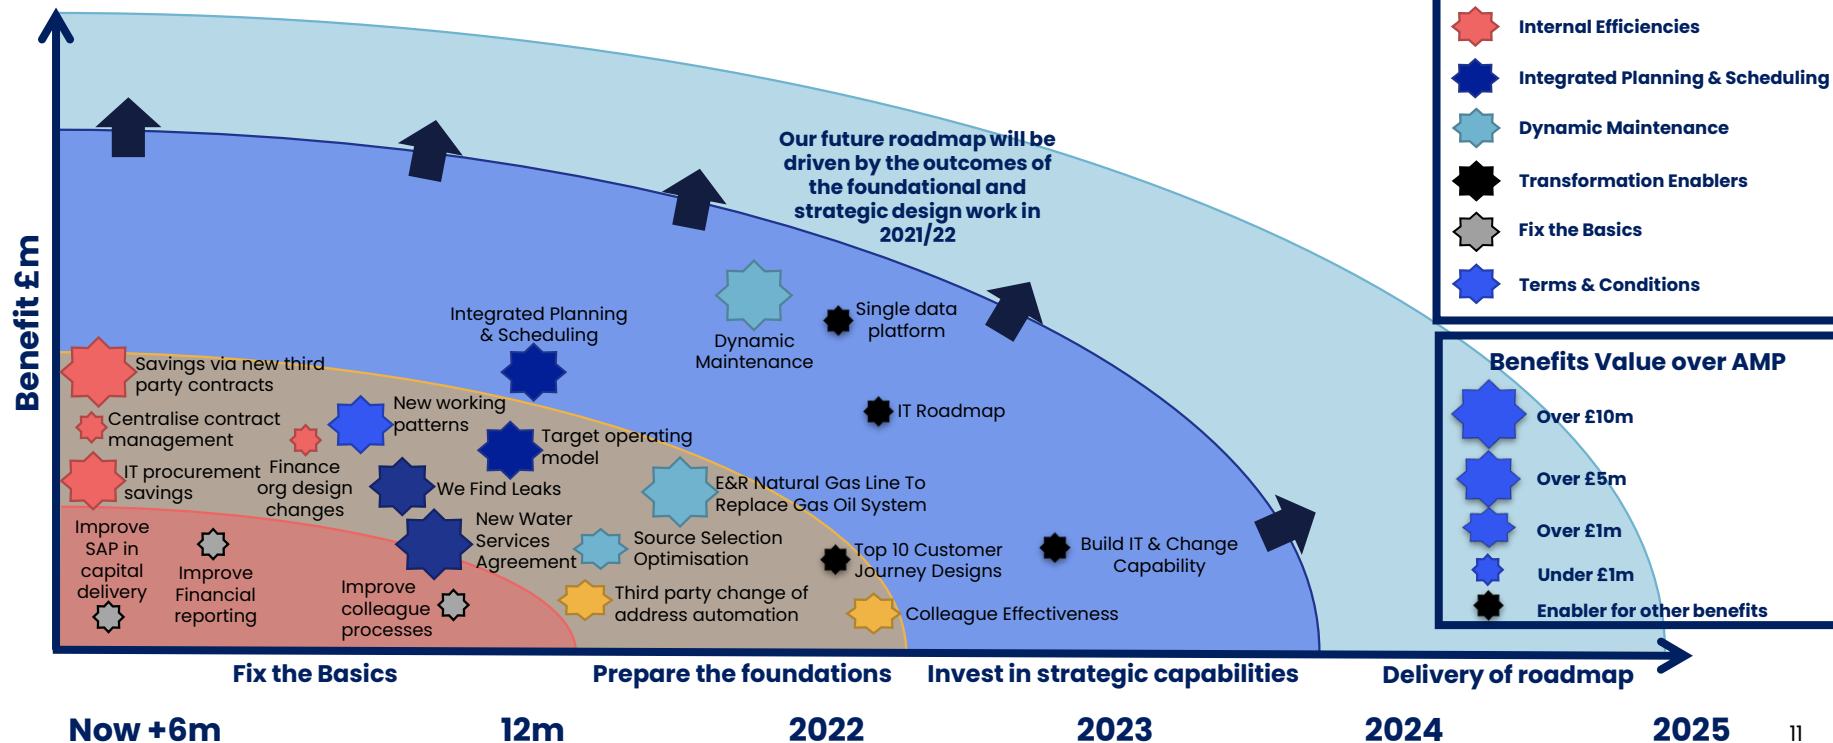 Benefit £m
Our future roadmap will be
driven by the outcomes of
the foundational and
strategic design work in
2021/22
Integrated Planning
& Scheduling
Dynamic
Maintenance
Single data
platform
IT Roadmap
Savings via new third
party contracts
Centralise contract
management
IT procurement
savings
Finance
org design
changes
New working
patterns
Target operating
model
We Find Leaks
New Water
Services
Agreement
E&R Natural Gas Line To
Replace Gas Oil System
Source Selection
Optimisation
Third party change of
address automation
Top 10 Customer
Journey Designs
Colleague Effectiveness
Build IT & Change
Capability
Improve
SAP in
capital
delivery
Improve
Financial
reporting
Improve
colleague
processes
Fix the Basics
Prepare the foundations
Invest in strategic capabilities
Delivery of roadmap
Now +6m
12m
2022
2023
2024
2025
11
Internal Efficiencies
Integrated Planning & Scheduling
Dynamic Maintenance
Transformation Enablers
Fix the Basics
Terms & Conditions
Benefits Value over AMP
Over £10m
Over £5m
Over £1m
Under £1m
Enabler for other benefits